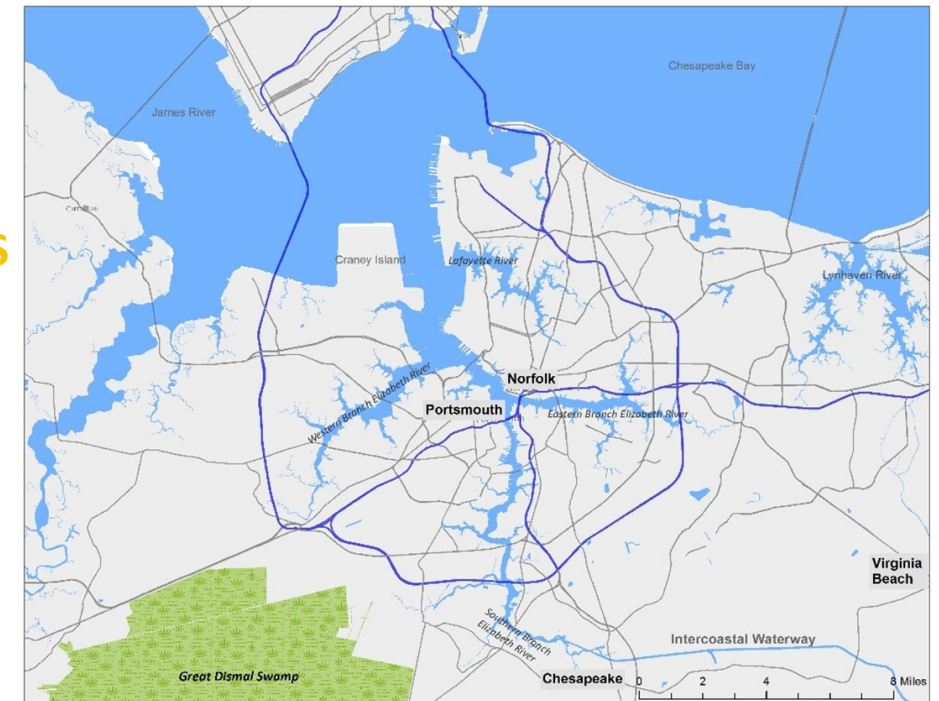 Chesapeake Bay
James River
S
Craney Island
Lafayette River
Lynhaven River
Norfolk
Western Branch Elizabeth River
Portsmouth
Eastern Branch Elizabeth River
Virginia
Beach
Southern Branch
Elizabeth River
Intercoastal Waterway
Great Dismal Swamp
Chesapeake
0 2 4 8 Miles